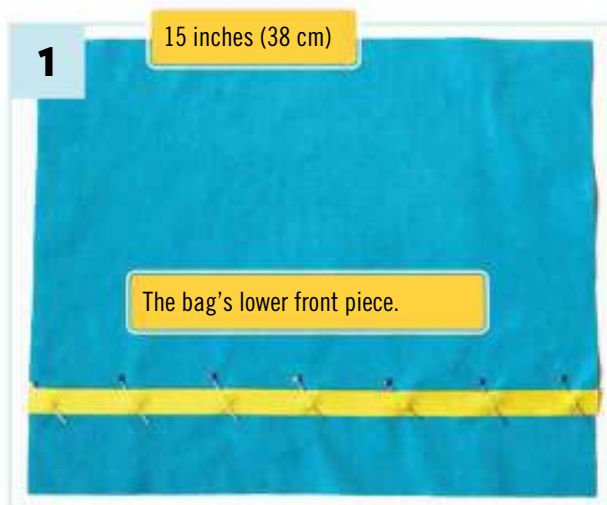 1
15 inches (38 cm)
The bag's lower front piece.